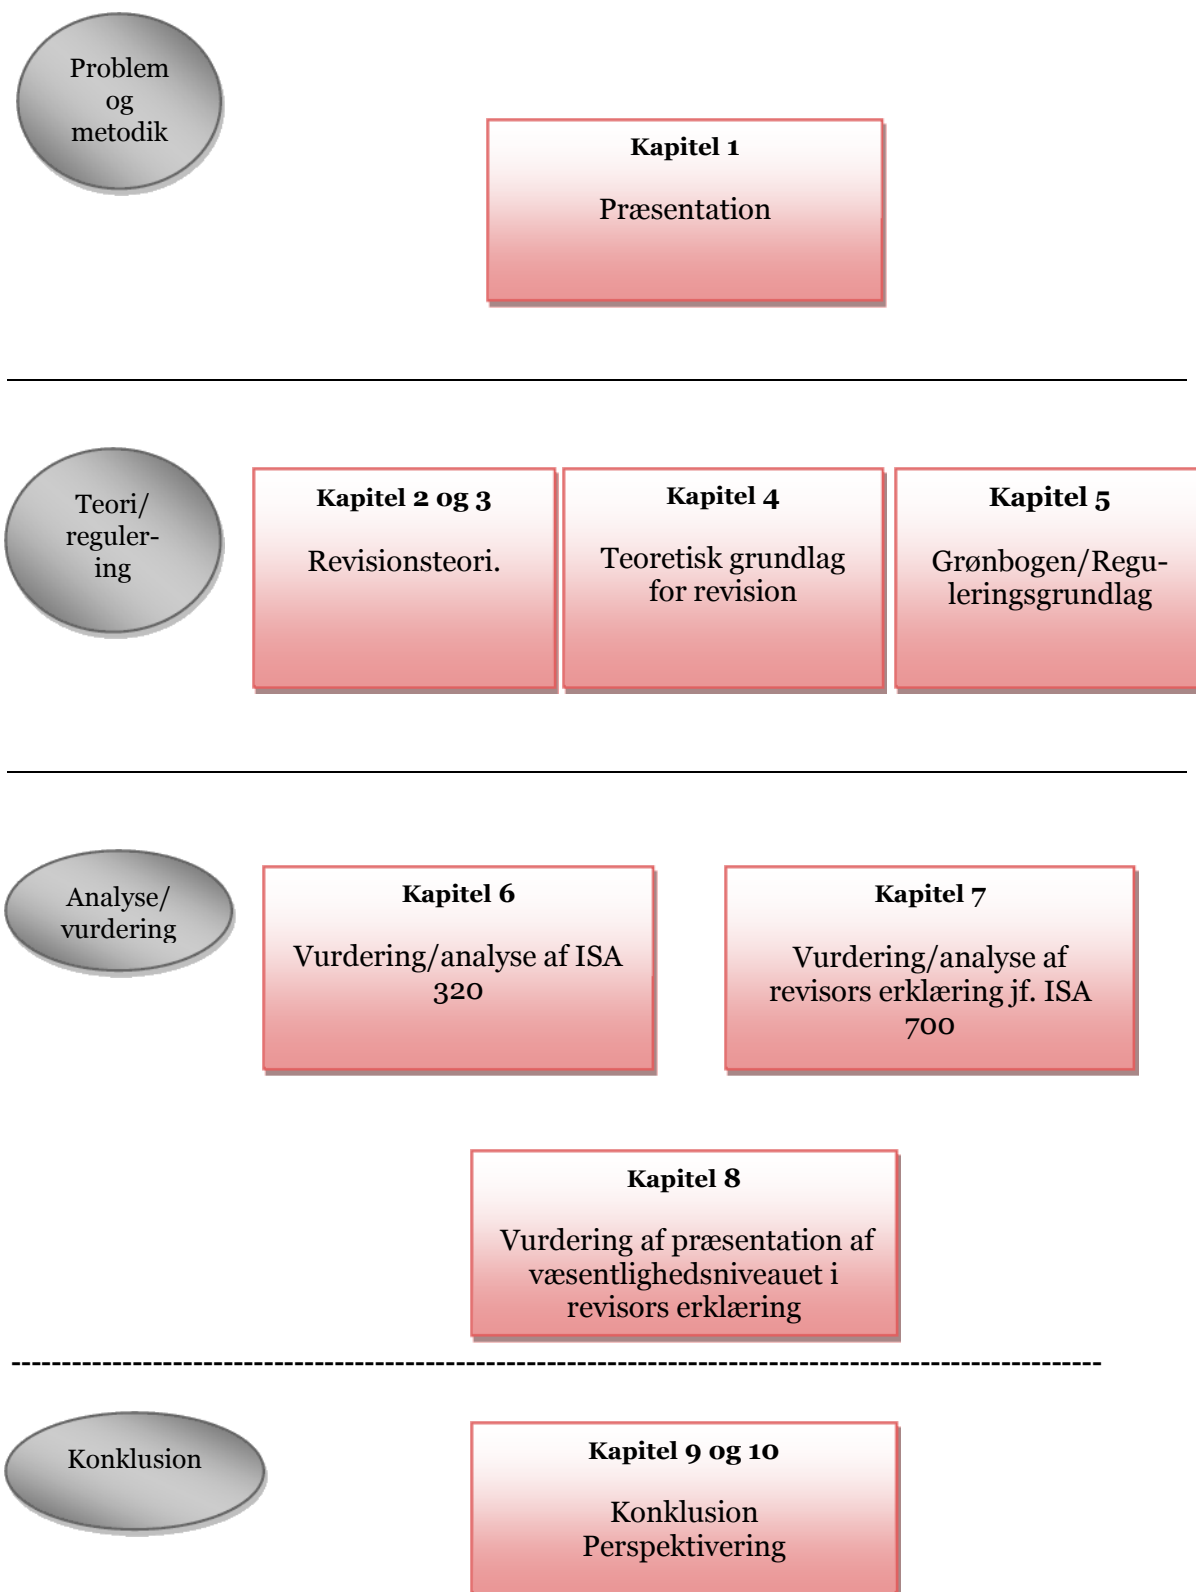 Problem
og
metodik
Kapitel 1
Præsentation
Teori/
reguler-
ing
Kapitel 2 og 3
Revisionsteori.
Kapitel 4
Teoretisk grundlag
for revision
Kapitel 5
Grønbogen/Regu-
leringsgrundlag
Analyse/
vurdering
Kapitel 6
Vurdering/analyse af ISA
320
Kapitel 7
Vurdering/analyse af
revisors erklæring jf. ISA
700
Kapitel 8
Vurdering af præsentation af
væsentlighedsniveauet i
revisors erklæring
Konklusion
Kapitel 9 og 10
Konklusion
Perspektivering